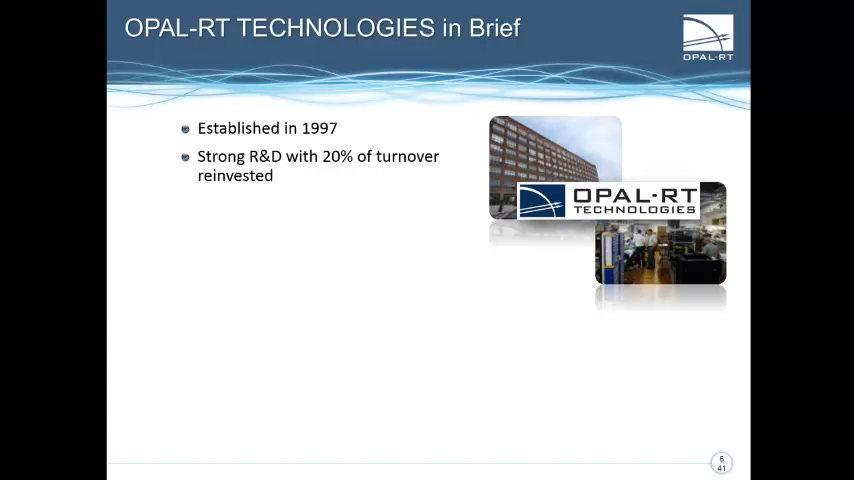 OPAL-RT TECHNOLOGIES in Brief
OPAL-RT
Established in 1997
Strong R&D with 20% of turnover
reinvested
OPAL-RT
TECHNOLOGIES
6
41